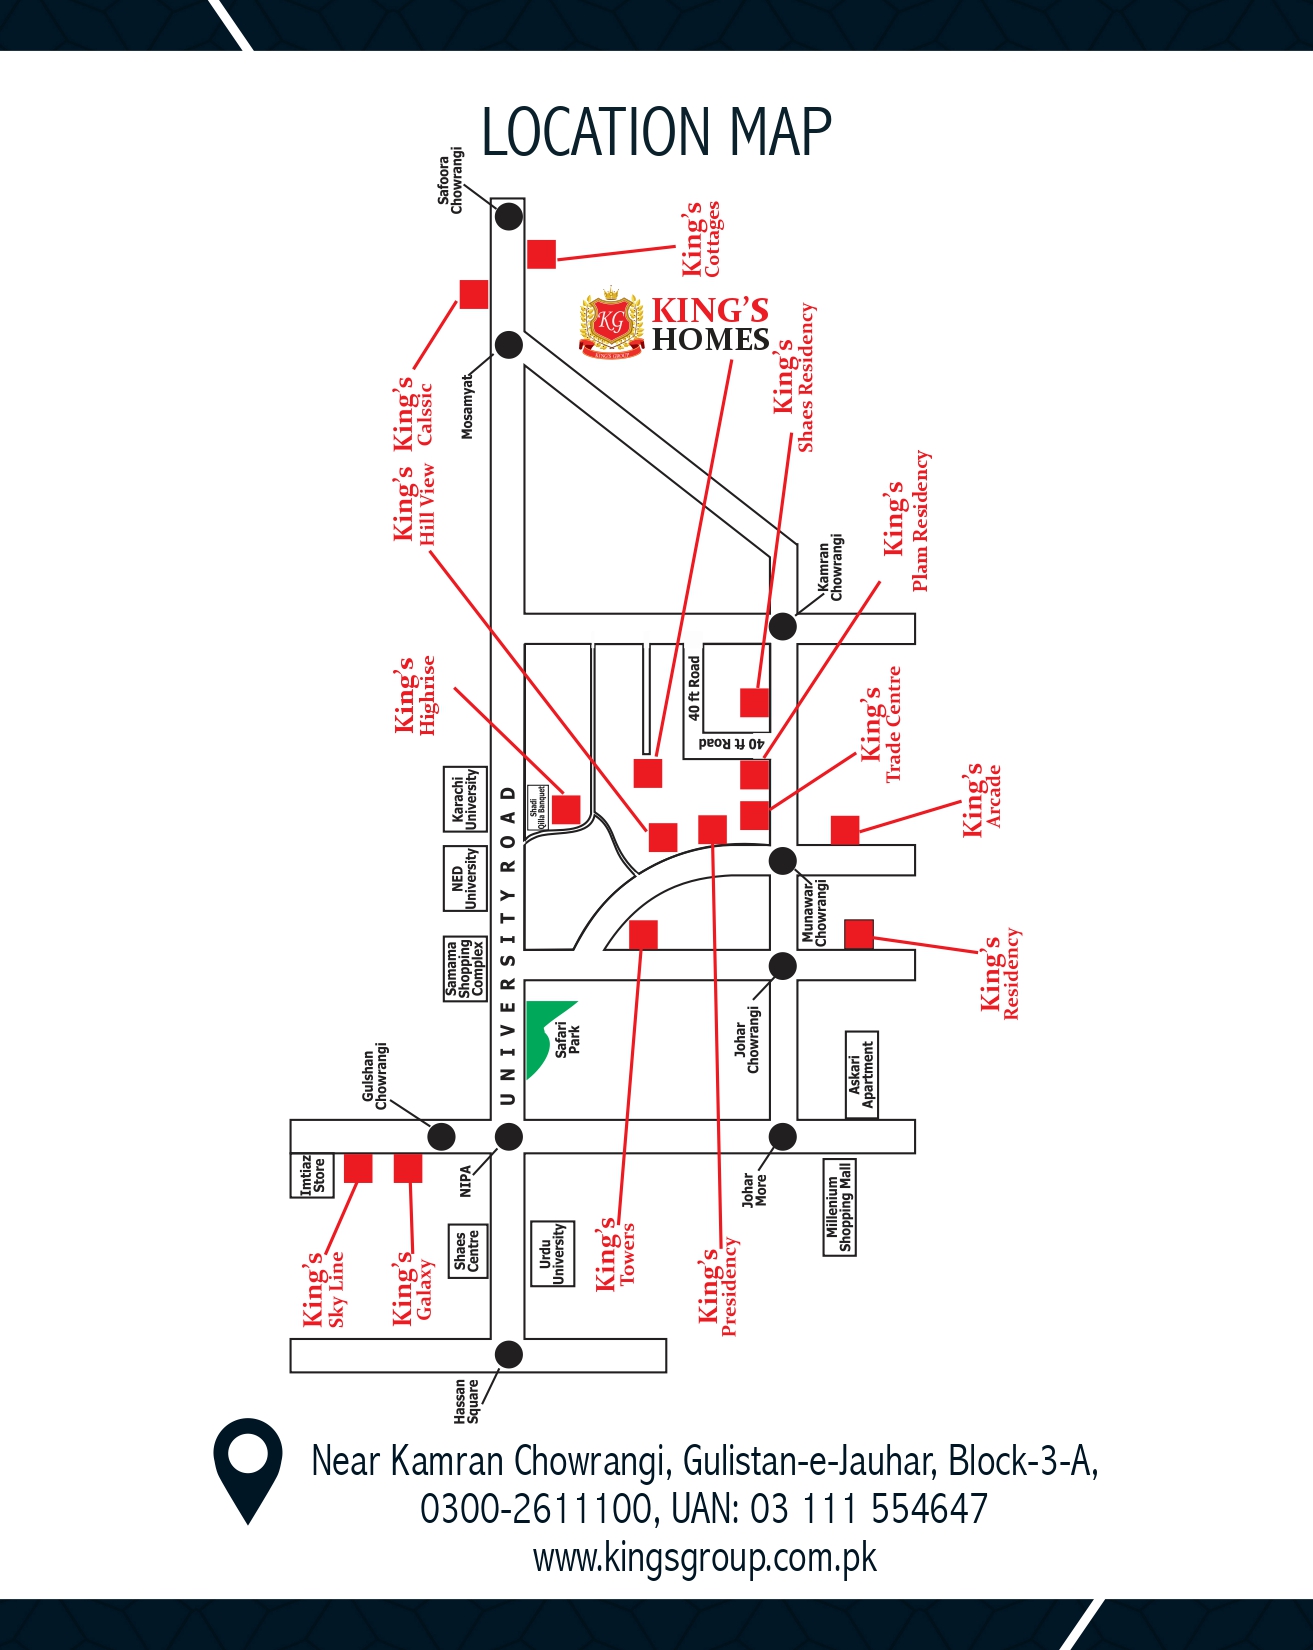 LOCATION MAP
Safoora
Chowrangi
King's
Cottages
KG
KING'S GROUP
KING'S
HOMES
King's
Shaes Residency
Mosamyat
King's
Calssic
King's
Hill View
King's
Plam Residency
Kamran
Chowrangi
King's
Highrise
40 ft Road
40 ft Road
King's
Trade Centre
King's
Arcade
Karachi
University
Shadi
Qilla Banquet
NED
University
UNIVERSITY ROAD
Munawar
Chowrangi
Samama
Shopping
Complex
King's
Residency
Safari
Park
Johar
Chowrangi
Gulshan
Chowrangi
Askari
Apartment
Imtiaz
Store
NIPA
Johar
More
Millenium
Shopping Mall
Shaes
Centre
Urdu
University
King's
Towers
King's
Presidency
King's
Sky Line
King's
Galaxy
Hassan
Square
Near Kamran Chowrangi, Gulistan-e-Jauhar, Block-3-A,
0300-2611100, UAN: 03 111 554647
www.kingsgroup.com.pk